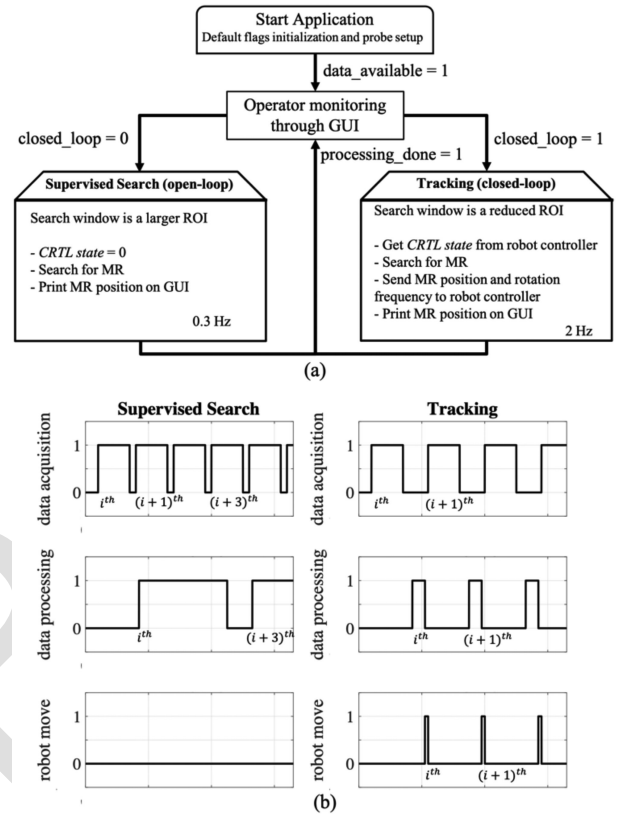 Start Application
Default flags initialization and probe setup
data_available = 1
Operator monitoring
through GUI
closed_loop = 0
closed_loop = 1
processing_done = 1
Supervised Search (open-loop)
Search window is a larger ROI
- CRTL state = 0
- Search for MR
- Print MR position on GUI
0.3 Hz
Tracking (closed-loop)
Search window is a reduced ROI
- Get CRTL state from robot controller
- Search for MR
- Send MR position and rotation
frequency to robot controller
- Print MR position on GUI
2 Hz
(a)
Supervised Search
data acquisition
1
0
i^{th}
(i + 1)^{th}
(i + 3)^{th}
Tracking
data acquisition
1
0
i^{th}
(i + 1)^{th}
data processing
1
0
i^{th}
(i + 3)^{th}
data processing
1
0
i^{th}
(i + 1)^{th}
robot move
1
0
robot move
1
0
i^{th}
(i + 1)^{th}
(b)